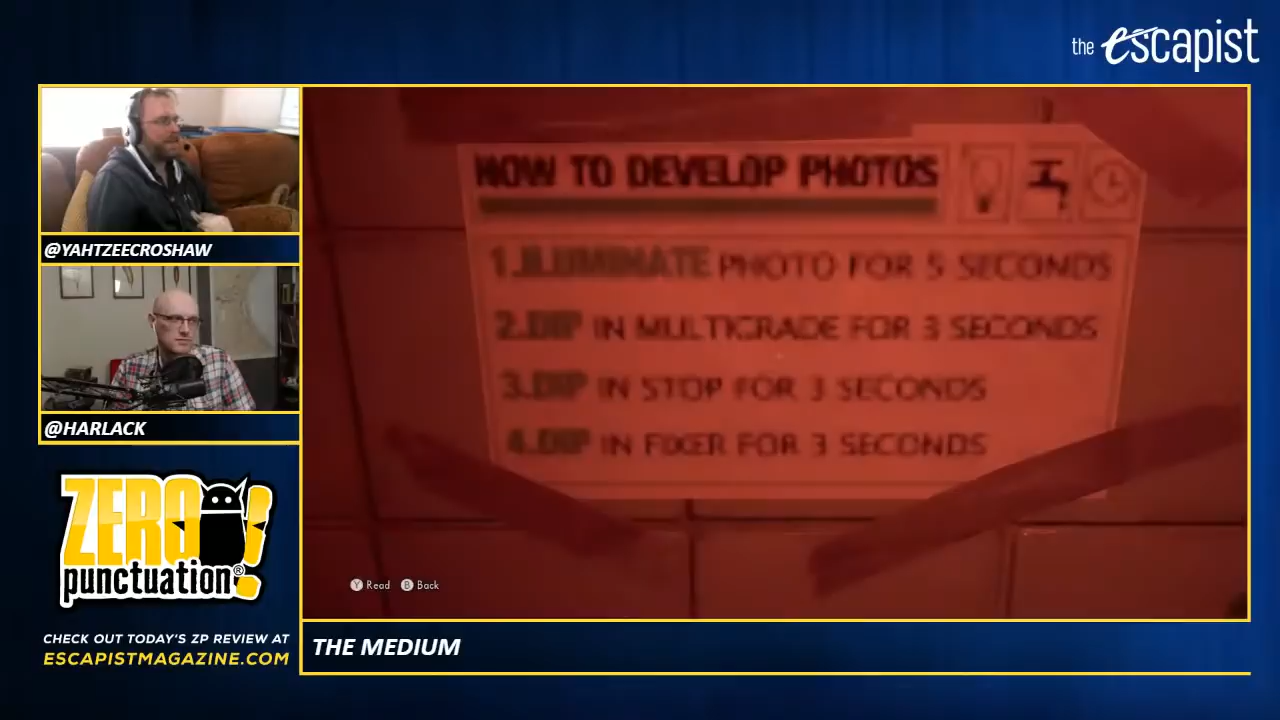 the escapist
HOW TO DEVELOP PHOTOS
1.ILLUMINATE PHOTO FOR 5 SECONDS
2.DIP IN MULTIGRADE FOR 3 SECONDS
3.DIP IN STOP FOR 3 SECONDS
4.DIP IN FIXER FOR 3 SECONDS
Y Read B Back
@YAHTZEECROSHAW
@HARLACK
ZERO
punctuation!®
CHECK OUT TODAY'S ZP REVIEW AT
ESCAPISTMAGAZINE.COM
THE MEDIUM